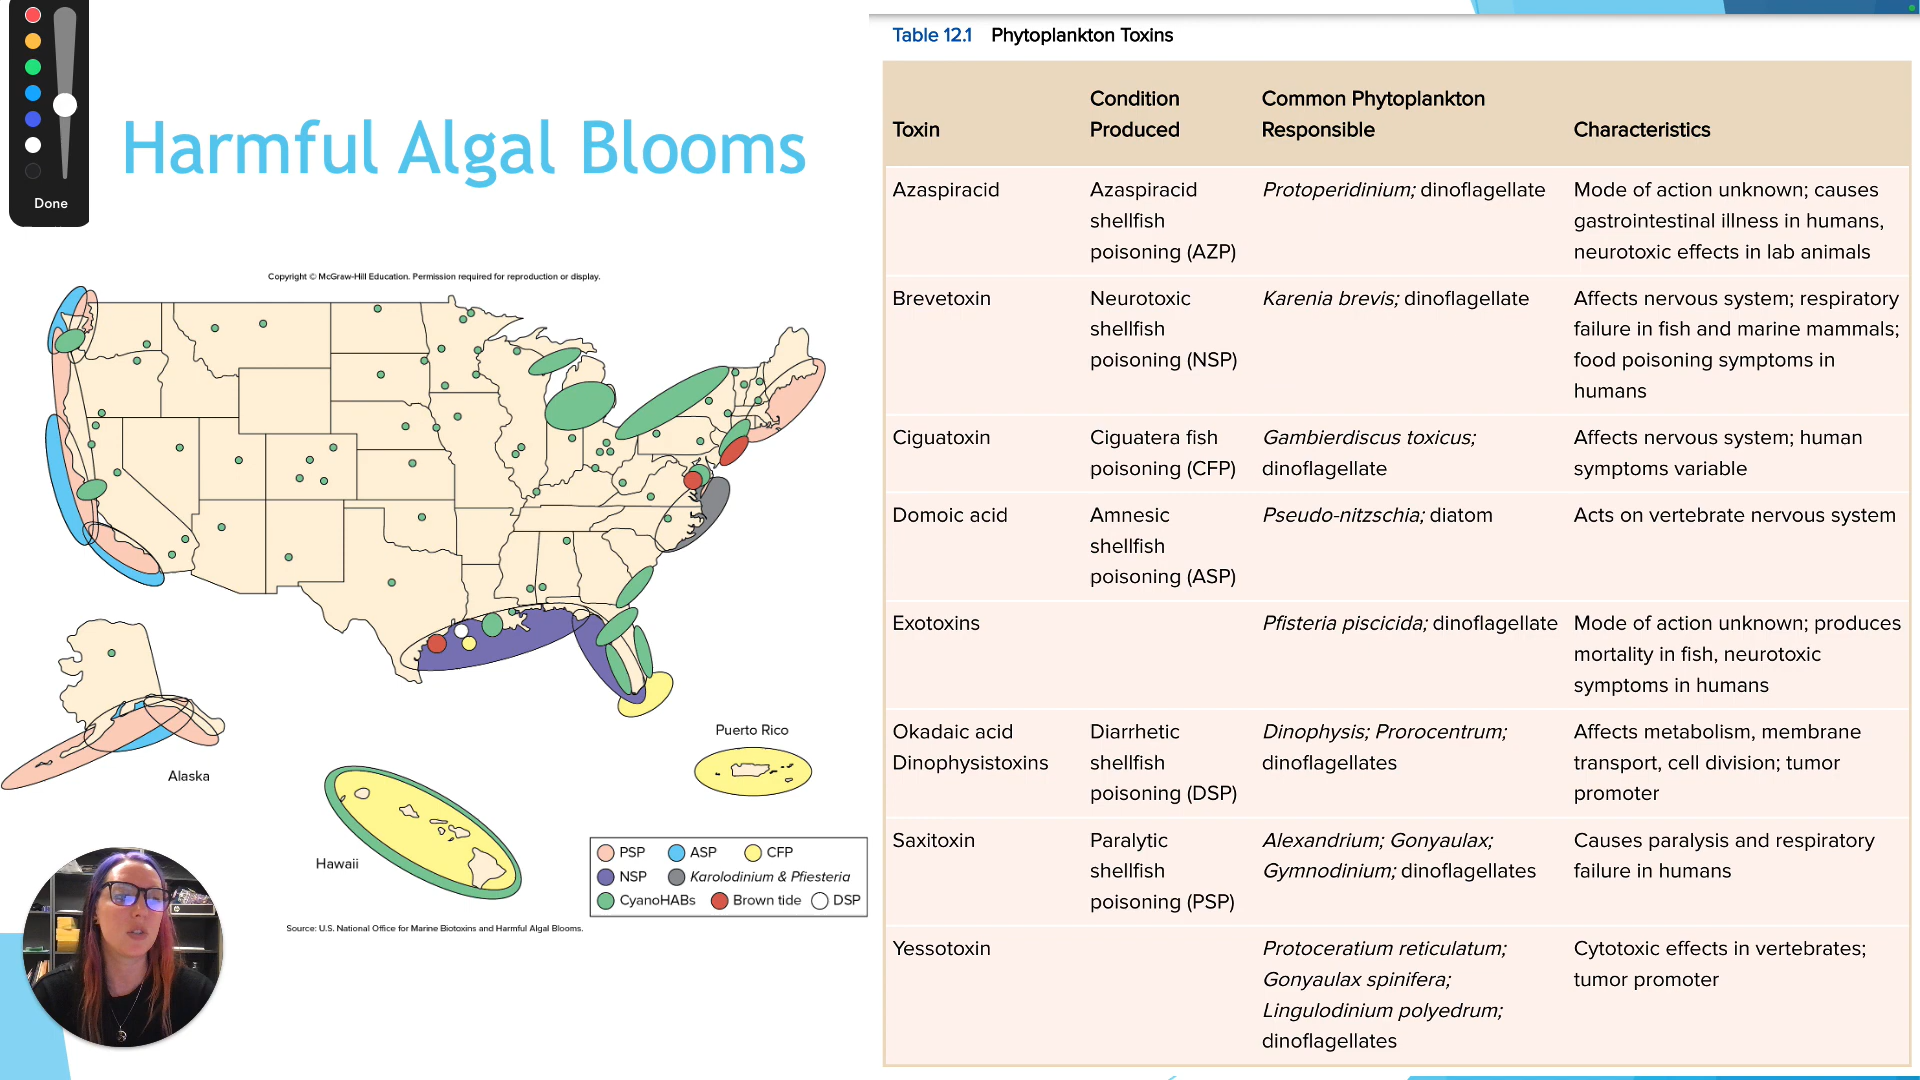 Done
Harmful Algal Blooms
Copyright © McGraw-Hill Education. Permission required for reproduction or display.
Alaska
Hawaii
Puerto Rico
PSP ASP CFP
NSP Karolodinium & Pfiesteria
CyanoHABs Brown tide DSP
Source: U.S. National Office for Marine Biotoxins and Harmful Algal Blooms.
Table 12.1 Phytoplankton Toxins
Toxin
Condition
Produced
Common Phytoplankton
Responsible
Characteristics
Azaspiracid
Azaspiracid
shellfish
poisoning (AZP)
Protoperidinium; dinoflagellate
Mode of action unknown; causes
gastrointestinal illness in humans,
neurotoxic effects in lab animals
Brevetoxin
Neurotoxic
shellfish
poisoning (NSP)
Karenia brevis; dinoflagellate
Affects nervous system; respiratory
failure in fish and marine mammals;
food poisoning symptoms in
humans
Ciguatoxin
Ciguatera fish
poisoning (CFP)
Gambierdiscus toxicus;
dinoflagellate
Affects nervous system; human
symptoms variable
Domoic acid
Amnesic
shellfish
poisoning (ASP)
Pseudo-nitzschia; diatom
Acts on vertebrate nervous system
Exotoxins
Pfisteria piscicida; dinoflagellate
Mode of action unknown; produces
mortality in fish, neurotoxic
symptoms in humans
Okadaic acid
Dinophysistoxins
Diarrhetic
shellfish
poisoning (DSP)
Dinophysis; Prorocentrum;
dinoflagellates
Affects metabolism, membrane
transport, cell division; tumor
promoter
Saxitoxin
Paralytic
shellfish
poisoning (PSP)
Alexandrium; Gonyaulax;
Gymnodinium; dinoflagellates
Causes paralysis and respiratory
failure in humans
Yessotoxin
Protoceratium reticulatum;
Gonyaulax spinifera;
Lingulodinium polyedrum;
dinoflagellates
Cytotoxic effects in vertebrates;
tumor promoter